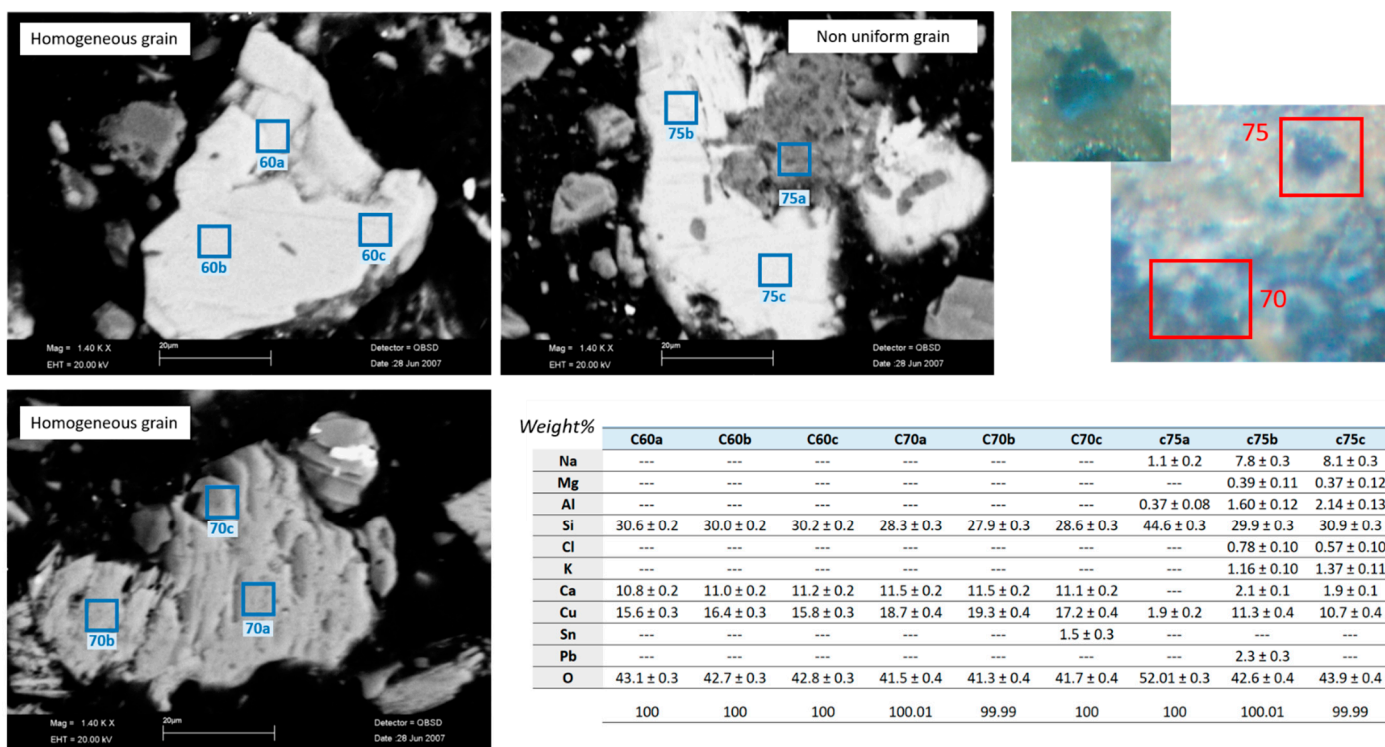 Homogeneous grain
60a
60b
60c
Mag = 1.40 K X
EHT = 20.00 kV
20µm
Detector = QBSD
Date :28 Jun 2007
Non uniform grain
75b
75a
75c
Mag = 1.40 K X
EHT = 20.00 kV
20µm
Detector = QBSD
Date :28 Jun 2007
75
70
Homogeneous grain
70c
70b
70a
Mag = 1.40 K X
EHT = 20.00 kV
20µm
Detector = QBSD
Date :28 Jun 2007
Weight%
C60a C60b C60c C70a C70b C70c c75a c75b c75c
Na --- --- --- --- --- --- 1.1 ± 0.2 7.8 ± 0.3 8.1 ± 0.3
Mg --- --- --- --- --- --- --- 0.39 ± 0.11 0.37 ± 0.12
Al --- --- --- --- --- --- 0.37 ± 0.08 1.60 ± 0.12 2.14 ± 0.13
Si 30.6 ± 0.2 30.0 ± 0.2 30.2 ± 0.2 28.3 ± 0.3 27.9 ± 0.3 28.6 ± 0.3 44.6 ± 0.3 29.9 ± 0.3 30.9 ± 0.3
Cl --- --- --- --- --- --- --- 0.78 ± 0.10 0.57 ± 0.10
K --- --- --- --- --- --- 1.16 ± 0.10 1.37 ± 0.11
Ca 10.8 ± 0.2 11.0 ± 0.2 11.2 ± 0.2 11.5 ± 0.2 11.5 ± 0.2 11.1 ± 0.2 2.1 ± 0.1 1.9 ± 0.1
Cu 15.6 ± 0.3 16.4 ± 0.3 15.8 ± 0.3 18.7 ± 0.4 19.3 ± 0.4 17.2 ± 0.4 1.9 ± 0.2 11.3 ± 0.4 10.7 ± 0.4
Sn --- --- --- --- --- 1.5 ± 0.3 --- --- ---
Pb --- --- --- --- --- --- --- 2.3 ± 0.3 ---
O 43.1 ± 0.3 42.7 ± 0.3 42.8 ± 0.3 41.5 ± 0.4 41.3 ± 0.4 41.7 ± 0.4 52.01 ± 0.3 42.6 ± 0.4 43.9 ± 0.4
100 100 100 100.01 99.99 100 100 100.01 99.99